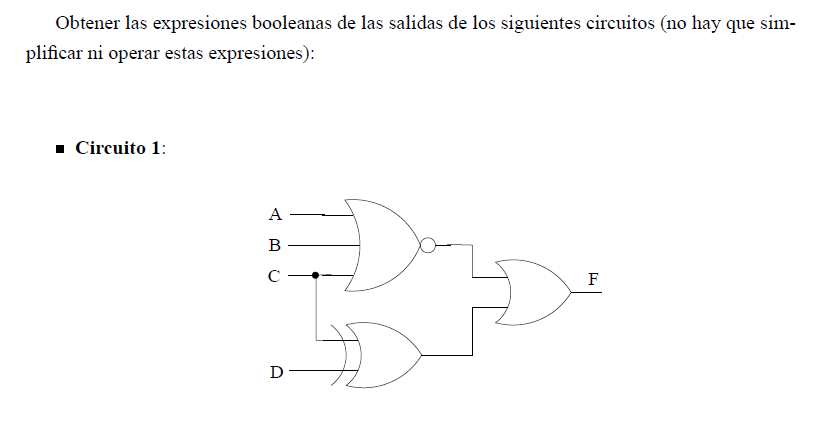 Obtener las expresiones booleanas de las salidas de los siguientes circuitos (no hay que sim-
plificar ni operar estas expresiones):
■ Circuito 1:
A
B
C
F
D